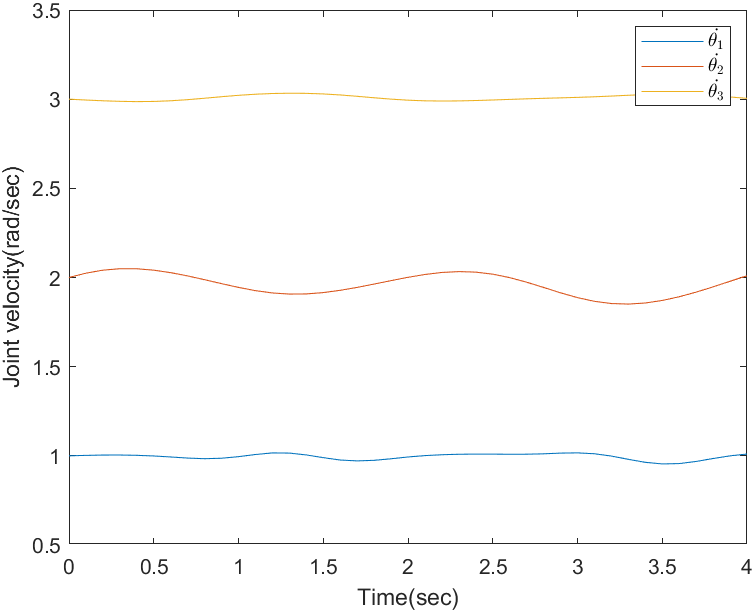 3.5
3
2.5
2
1.5
1
0.5
Joint velocity(rad/sec)
θ̇₁
θ̇₂
θ̇₃
0 0.5 1 1.5 2 2.5 3 3.5 4
Time(sec)